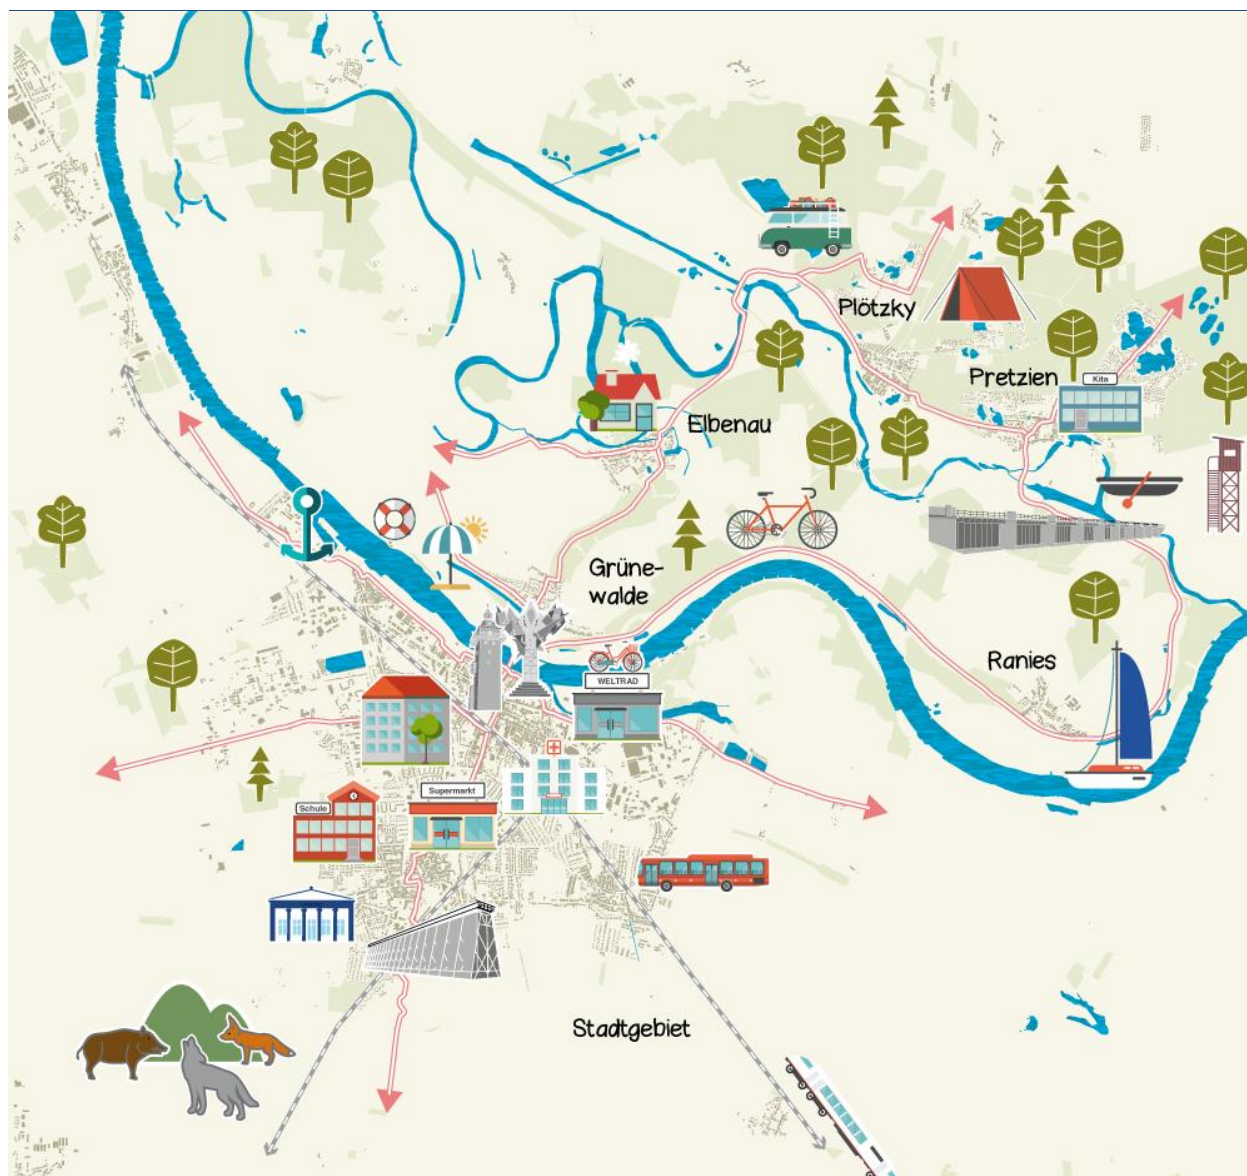 Plötzky
Pretzien
Kita
Elbenau
Grüne-
walde
Ranies
WELTRAD
Supermarkt
Schule
Stadtgebiet